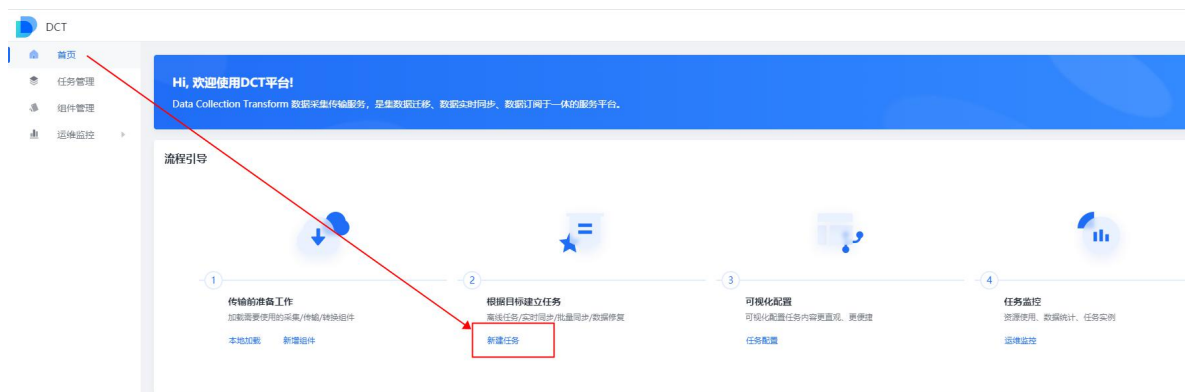 DCT
首页
任务管理
组件管理
运维监控
Hi, 欢迎使用DCT平台!
Data Collection Transform 数据采集传输服务，是集数据迁移、数据实时同步、数据订阅于一体的服务平台。
流程引导
1
传输前准备工作
加载需要使用的采集/传输/转换组件
本地加载 新增组件
2
根据目标建立任务
离线任务/实时同步/批量同步/数据修复
新建任务
3
可视化配置
可视化配置任务内容更直观、更便捷
任务配置
4
任务监控
资源使用、数据统计、任务实例
运维监控